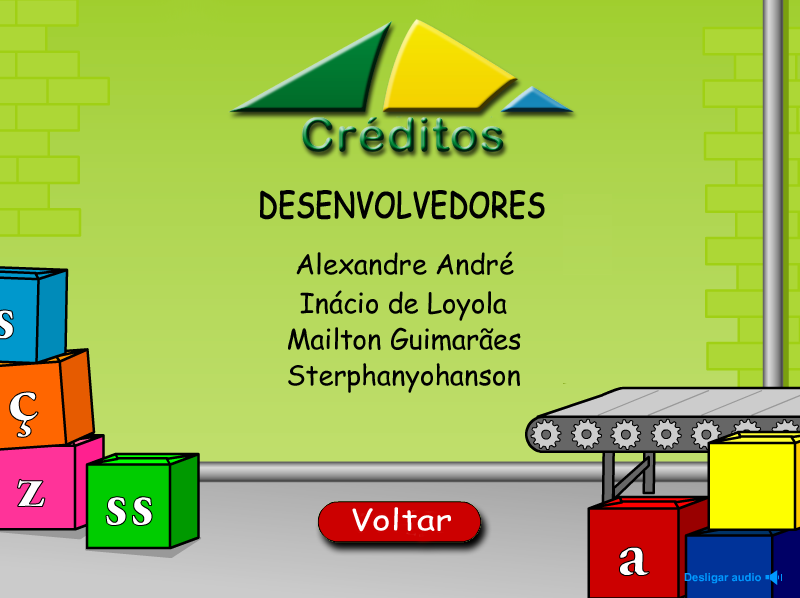 Créditos
DESENVOLVEDORES
Alexandre André
Inácio de Loyola
Mailton Guimarães
Sterphanyohanson
s
ç
z
ss
Voltar
a
Desligar audio